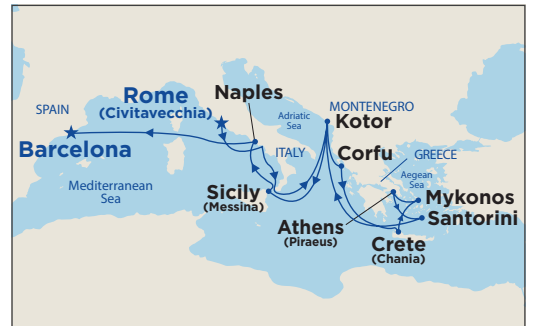 SPAIN
Barcelona
Rome
(Civitavecchia)
Naples
Adriatic
Sea
MONTENEGRO
Kotor
ITALY
Corfu
GREECE
Mediterranean
Sea
Sicily
(Messina)
Aegean
Sea
Mykonos
Santorini
Athens
(Piraeus)
Crete
(Chania)